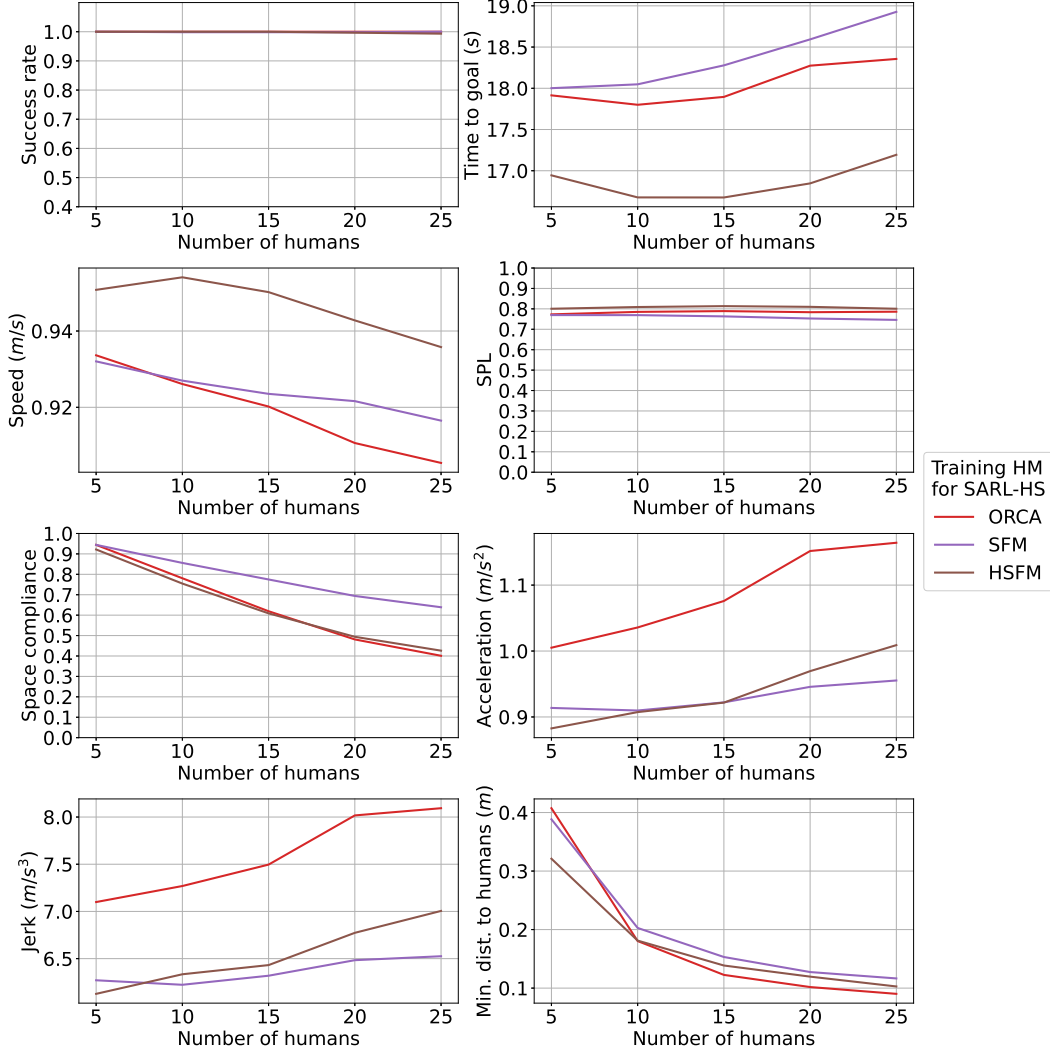 Success rate
1.0
0.9
0.8
0.7
0.6
0.5
0.4
5 10 15 20 25
Number of humans
Time to goal (s)
19.0
18.5
18.0
17.5
17.0
5 10 15 20 25
Number of humans
Speed (m/s)
0.94
0.92
5 10 15 20 25
Number of humans
SPL
1.0
0.9
0.8
0.7
0.6
0.5
0.4
0.3
0.2
0.1
0.0
5 10 15 20 25
Number of humans
Training HM
for SARL-HS
ORCA
SFM
HSFM
Space compliance
1.0
0.9
0.8
0.7
0.6
0.5
0.4
0.3
0.2
0.1
0.0
5 10 15 20 25
Number of humans
Acceleration (m/s²)
1.1
1.0
0.9
5 10 15 20 25
Number of humans
Jerk (m/s³)
8.0
7.5
7.0
6.5
5 10 15 20 25
Number of humans
Min. dist. to humans (m)
0.4
0.3
0.2
0.1
5 10 15 20 25
Number of humans